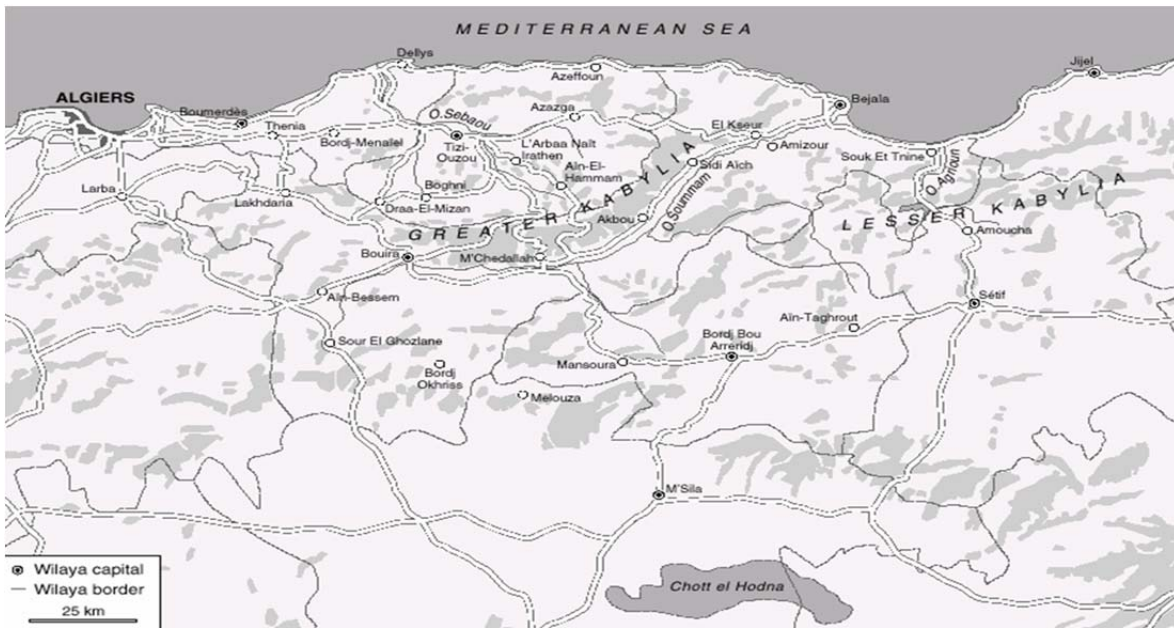 MEDITERRANEAN SEA
Dellys
Azeffoun
Jijel
ALGIERS
Boumerdès
Bejaïa
Thenia
Bordj-Menaïel
O.Sebaou
Tizi-
Ouzou
Azazga
El Kseur
L'Arbaa Naït
Irathen
Aïn-El-
Hammam
Sidi Aïch
Amizour
Souk Et Tnine
O.Agrioun
Larba
Lakhdaria
Boghni
Draa-El-Mizan
GREATER KABYLIA
Akbou
O.Soummam
LESSER KABYLIA
Amoucha
Bouira
M'Chedallah
Aïn-Bessem
Sétif
Aïn-Taghrout
Sour El Ghozlane
Bordj
Okhriss
Mansoura
Bordj Bou
Arreridj
Melouza
M'Sila
Chott el Hodna
Wilaya capital
Wilaya border
25 km